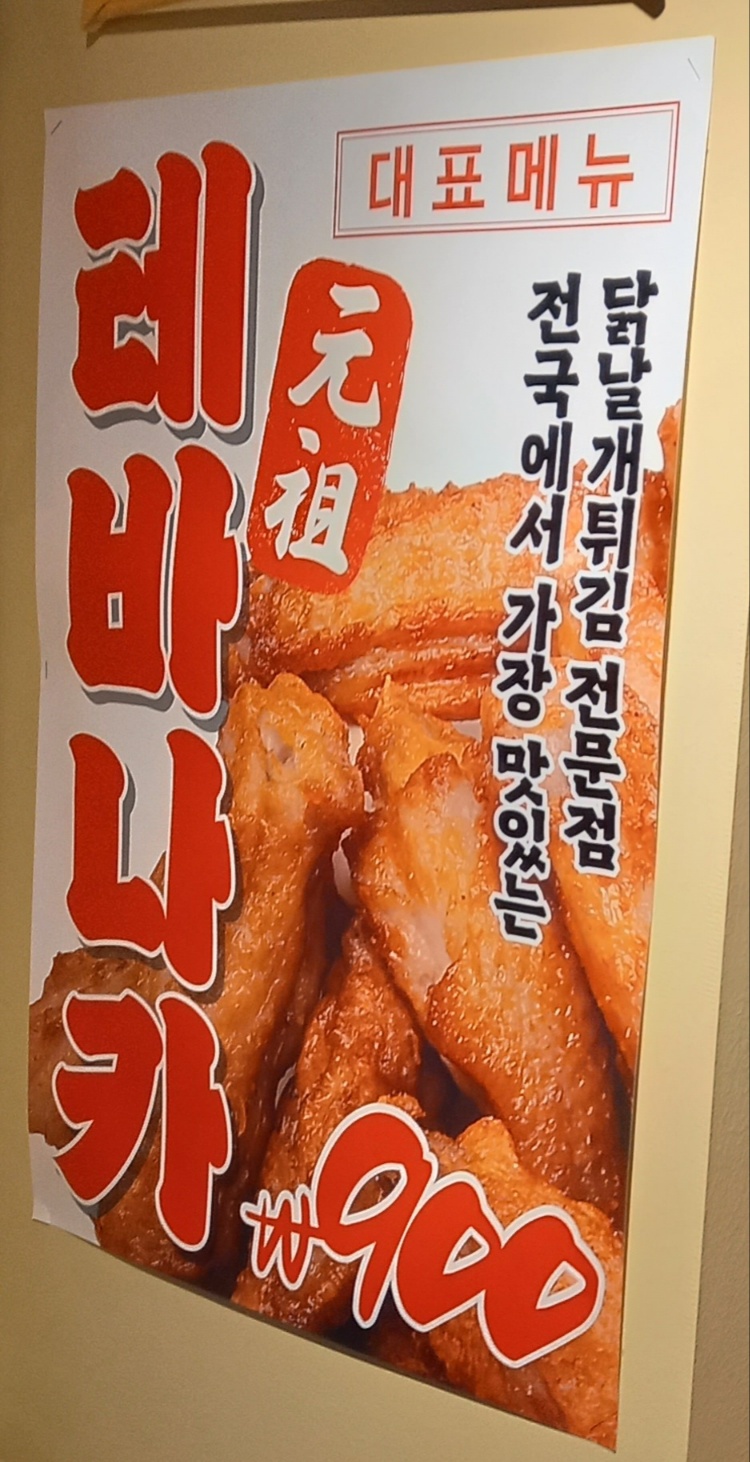 대표메뉴
닭날개튀김 전문점
전국에서 가장 맛있는
元祖
테바나카
₩900